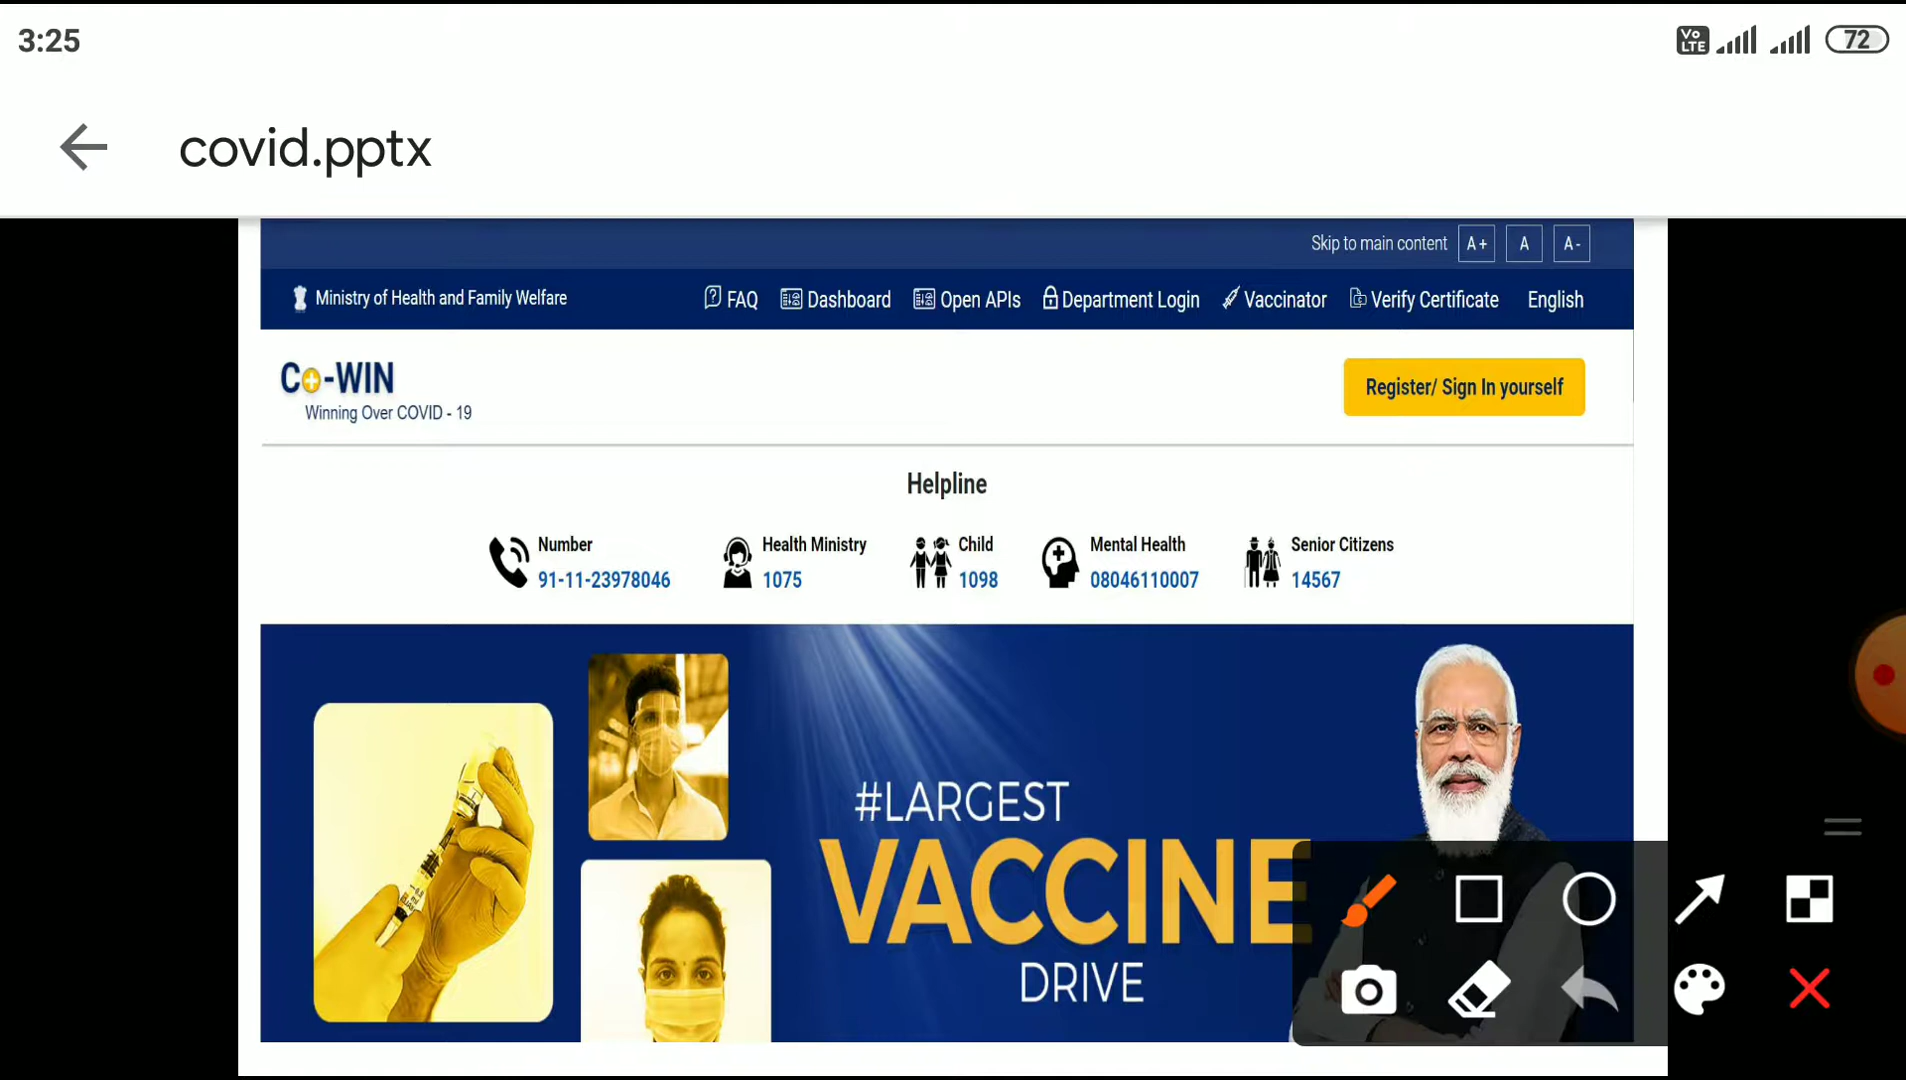 3:25
Vo LTE
72
covid.pptx
Skip to main content A+ A A-
Ministry of Health and Family Welfare FAQ Dashboard Open APIs Department Login Vaccinator Verify Certificate English
Co-WIN
Winning Over COVID - 19
Register/ Sign In yourself
Helpline
Number Health Ministry Child Mental Health Senior Citizens
91-11-23978046 1075 1098 08046110007 14567
#LARGEST
VACCINE
DRIVE